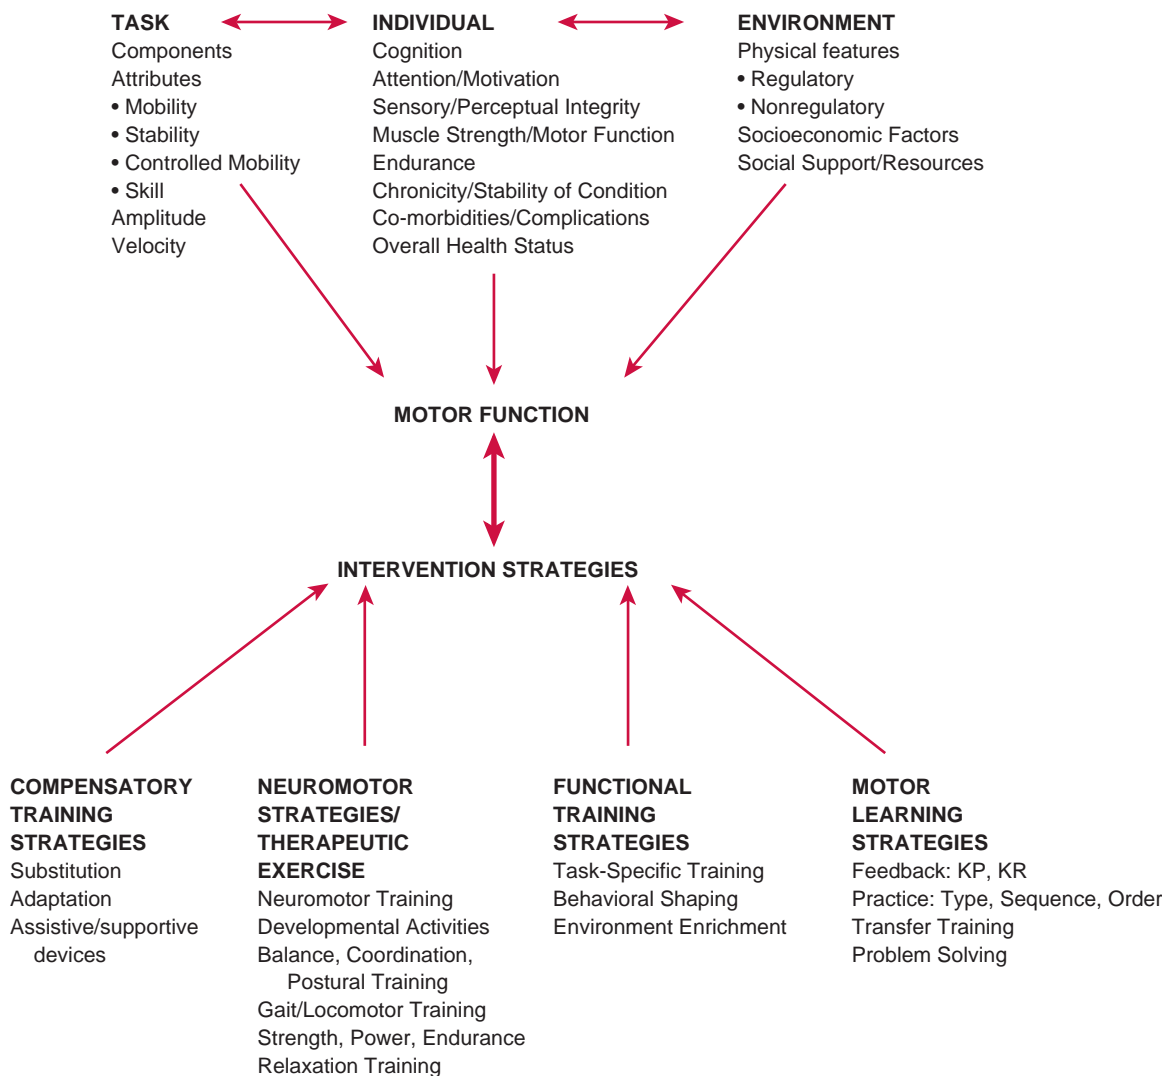 TASK
Components
Attributes
• Mobility
• Stability
• Controlled Mobility
• Skill
Amplitude
Velocity
INDIVIDUAL
Cognition
Attention/Motivation
Sensory/Perceptual Integrity
Muscle Strength/Motor Function
Endurance
Chronicity/Stability of Condition
Co-morbidities/Complications
Overall Health Status
ENVIRONMENT
Physical features
• Regulatory
• Nonregulatory
Socioeconomic Factors
Social Support/Resources
MOTOR FUNCTION
INTERVENTION STRATEGIES
COMPENSATORY
TRAINING
STRATEGIES
Substitution
Adaptation
Assistive/supportive
devices
NEUROMOTOR
STRATEGIES/
THERAPEUTIC
EXERCISE
Neuromotor Training
Developmental Activities
Balance, Coordination,
Postural Training
Gait/Locomotor Training
Strength, Power, Endurance
Relaxation Training
FUNCTIONAL
TRAINING
STRATEGIES
Task-Specific Training
Behavioral Shaping
Environment Enrichment
MOTOR
LEARNING
STRATEGIES
Feedback: KP, KR
Practice: Type, Sequence, Order
Transfer Training
Problem Solving